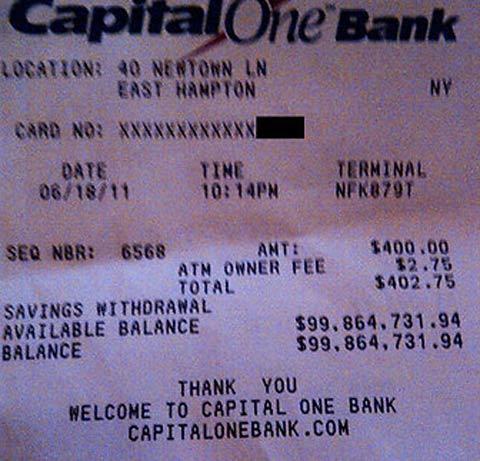 Capital One™ Bank
LOCATION: 40 NEWTOWN LN
EAST HAMPTON NY
CARD NO: XXXXXXXXXXXX
DATE TIME TERMINAL
06/18/11 10:14PM NFK879T
SEQ NBR: 6568 AMT: $400.00
ATM OWNER FEE $2.75
TOTAL $402.75
SAVINGS WITHDRAWAL
AVAILABLE BALANCE $99,864,731.94
BALANCE $99,864,731.94
THANK YOU
WELCOME TO CAPITAL ONE BANK
CAPITALONEBANK.COM